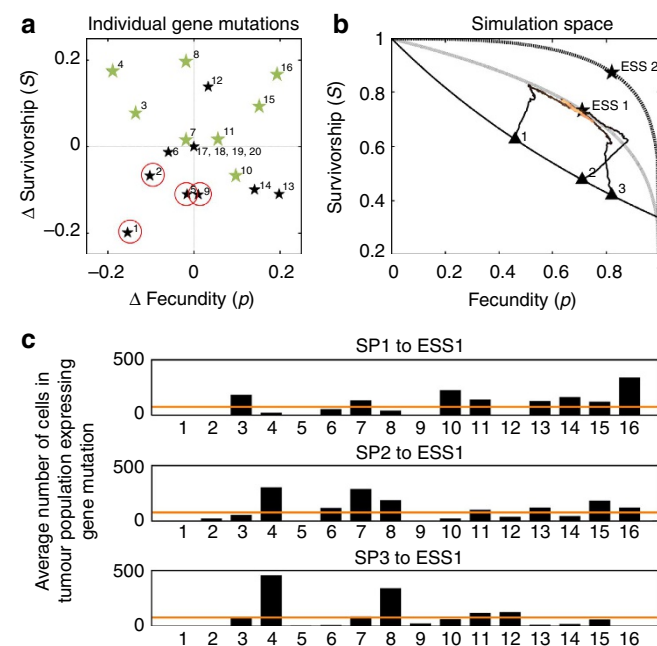 a Individual gene mutations
b Simulation space
0.2
0
−0.2
Δ Survivorship (S)
4
8
16
12
3
15
7
11
6
17, 18, 19, 20
2
10
5
9
14
13
1
−0.2 0 0.2
Δ Fecundity (p)
1
0.8
0.6
0.4
0.2
Survivorship (S)
ESS 2
ESS 1
1
2
3
0 0.2 0.4 0.6 0.8
Fecundity (p)
c
Average number of cells in
tumour population expressing
gene mutation
SP1 to ESS1
500
0
1 2 3 4 5 6 7 8 9 10 11 12 13 14 15 16
SP2 to ESS1
500
0
1 2 3 4 5 6 7 8 9 10 11 12 13 14 15 16
SP3 to ESS1
500
0
1 2 3 4 5 6 7 8 9 10 11 12 13 14 15 16